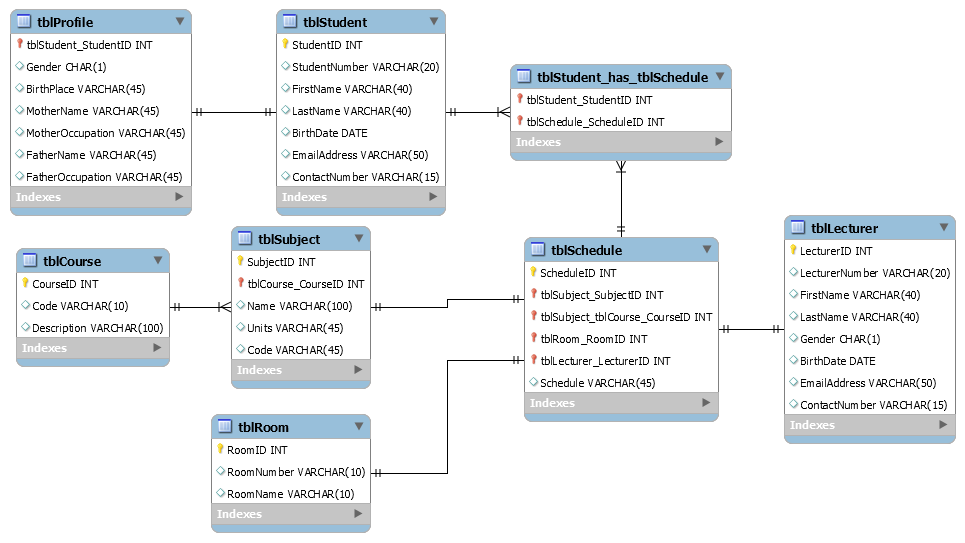 tblProfile
tblStudent_StudentID INT
Gender CHAR(1)
BirthPlace VARCHAR(45)
MotherName VARCHAR(45)
MotherOccupation VARCHAR(45)
FatherName VARCHAR(45)
FatherOccupation VARCHAR(45)
Indexes
tblStudent
StudentID INT
StudentNumber VARCHAR(20)
FirstName VARCHAR(40)
LastName VARCHAR(40)
BirthDate DATE
EmailAddress VARCHAR(50)
ContactNumber VARCHAR(15)
Indexes
tblStudent_has_tblSchedule
tblStudent_StudentID INT
tblSchedule_ScheduleID INT
Indexes
tblCourse
CourseID INT
Code VARCHAR(10)
Description VARCHAR(100)
Indexes
tblSubject
SubjectID INT
tblCourse_CourseID INT
Name VARCHAR(100)
Units VARCHAR(45)
Code VARCHAR(45)
Indexes
tblSchedule
ScheduleID INT
tblSubject_SubjectID INT
tblSubject_tblCourse_CourseID INT
tblRoom_RoomID INT
tblLecturer_LecturerID INT
Schedule VARCHAR(45)
Indexes
tblLecturer
LecturerID INT
LecturerNumber VARCHAR(20)
FirstName VARCHAR(40)
LastName VARCHAR(40)
Gender CHAR(1)
BirthDate DATE
EmailAddress VARCHAR(50)
ContactNumber VARCHAR(15)
Indexes
tblRoom
RoomID INT
RoomNumber VARCHAR(10)
RoomName VARCHAR(10)
Indexes